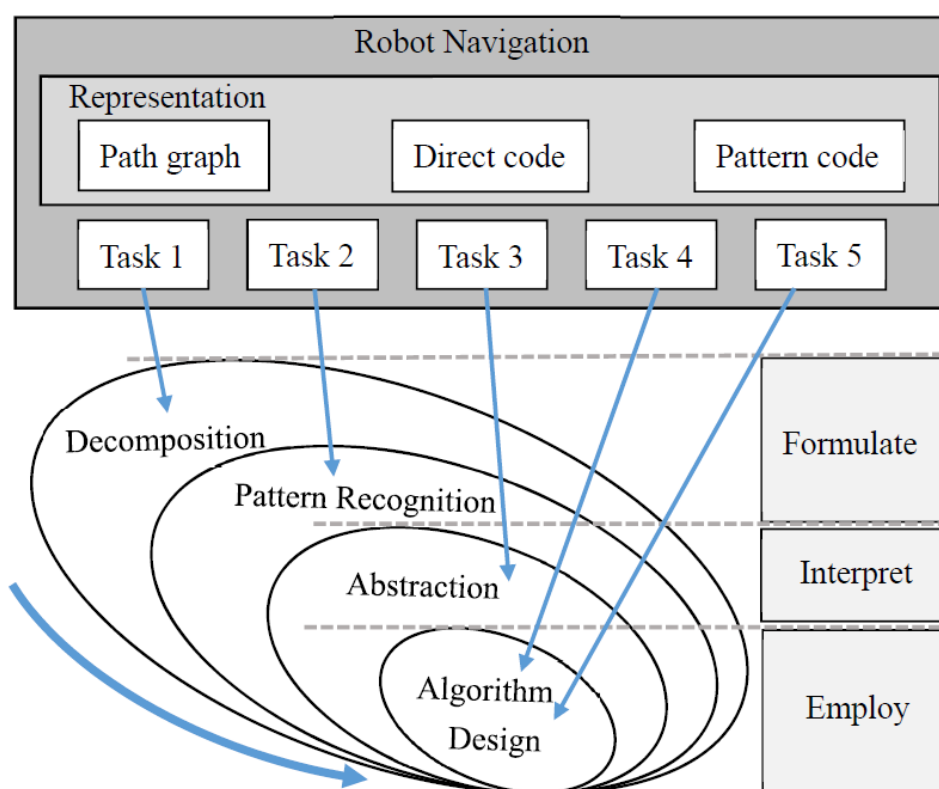 Robot Navigation
Representation
Path graph
Direct code
Pattern code
Task 1
Task 2
Task 3
Task 4
Task 5
Decomposition
Formulate
Pattern Recognition
Abstraction
Interpret
Algorithm
Design
Employ